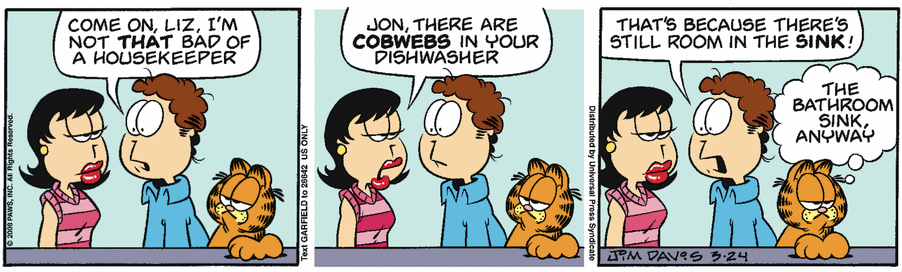 COME ON, LIZ, I'M
NOT THAT BAD OF
A HOUSEKEEPER
© 2008 PAWS, INC. All Rights Reserved.
JON, THERE ARE
COBWEBS IN YOUR
DISHWASHER
Text GARFIELD to 26642 US ONLY
THAT'S BECAUSE THERE'S
STILL ROOM IN THE SINK!
THE
BATHROOM
SINK,
ANYWAY
Distributed by Universal Press Syndicate
JIM DAVIS 3-24